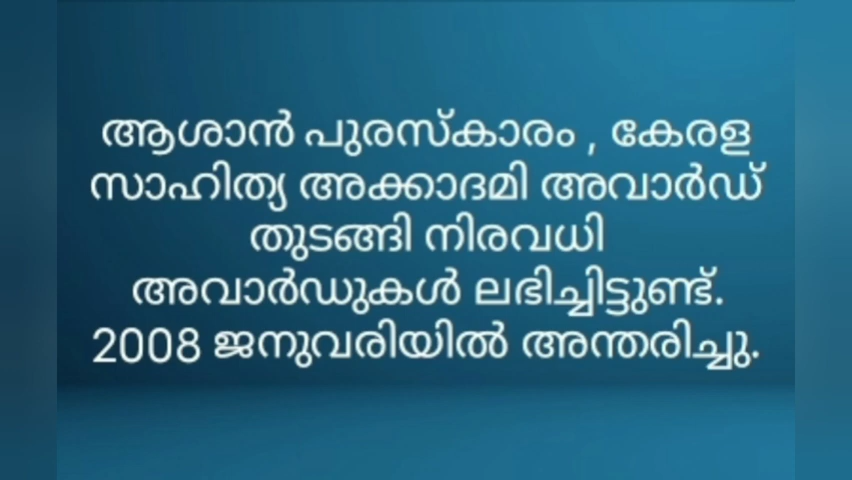 ആശാൻ പുരസ്കാരം , കേരള
സാഹിത്യ അക്കാദമി അവാർഡ്
തുടങ്ങി നിരവധി
അവാർഡുകൾ ലഭിച്ചിട്ടുണ്ട്.
2008 ജനുവരിയിൽ അന്തരിച്ചു.